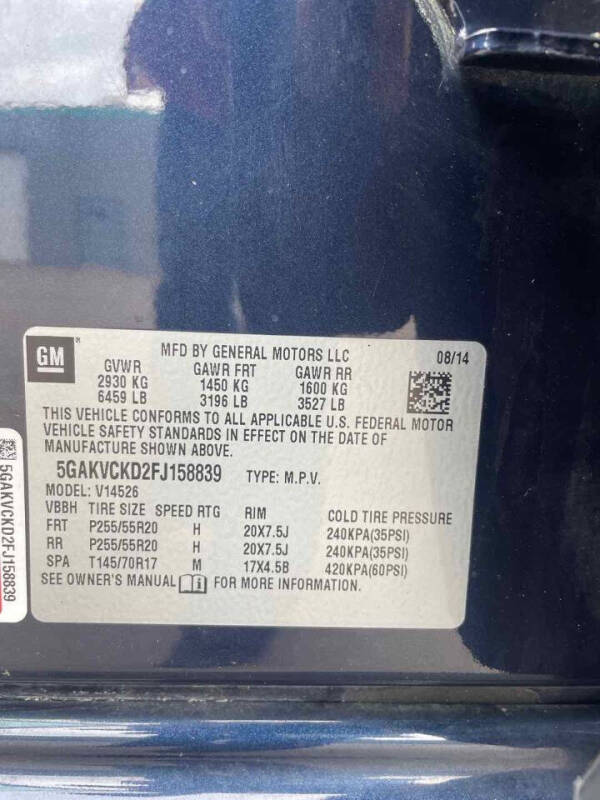 GM
MFD BY GENERAL MOTORS LLC 08/14
GVWR GAWR FRT GAWR RR
2930 KG 1450 KG 1600 KG
6459 LB 3196 LB 3527 LB
THIS VEHICLE CONFORMS TO ALL APPLICABLE U.S. FEDERAL MOTOR
VEHICLE SAFETY STANDARDS IN EFFECT ON THE DATE OF
MANUFACTURE SHOWN ABOVE.
5GAKVCKD2FJ158839 TYPE: M.P.V.
MODEL: V14526
VBBH TIRE SIZE SPEED RTG RIM COLD TIRE PRESSURE
FRT P255/55R20 H 20X7.5J 240KPA(35PSI)
RR P255/55R20 H 20X7.5J 240KPA(35PSI)
SPA T145/70R17 M 17X4.5B 420KPA(60PSI)
SEE OWNER'S MANUAL FOR MORE INFORMATION.
5GAKVCKD2FJ158839